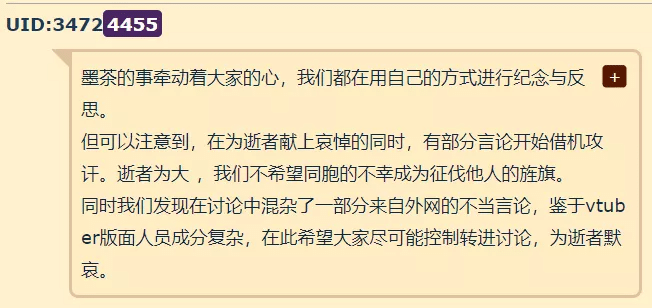 UID:34724455
墨茶的事牵动着大家的心，我们都在用自己的方式进行纪念与反
+
思。
但可以注意到，在为逝者献上哀悼的同时，有部分言论开始借机攻
讦。逝者为大 ，我们不希望同胞的不幸成为征伐他人的旌旗。
同时我们发现在讨论中混杂了一部分来自外网的不当言论，鉴于vtub
er版面人员成分复杂，在此希望大家尽可能控制转进讨论，为逝者默
哀。